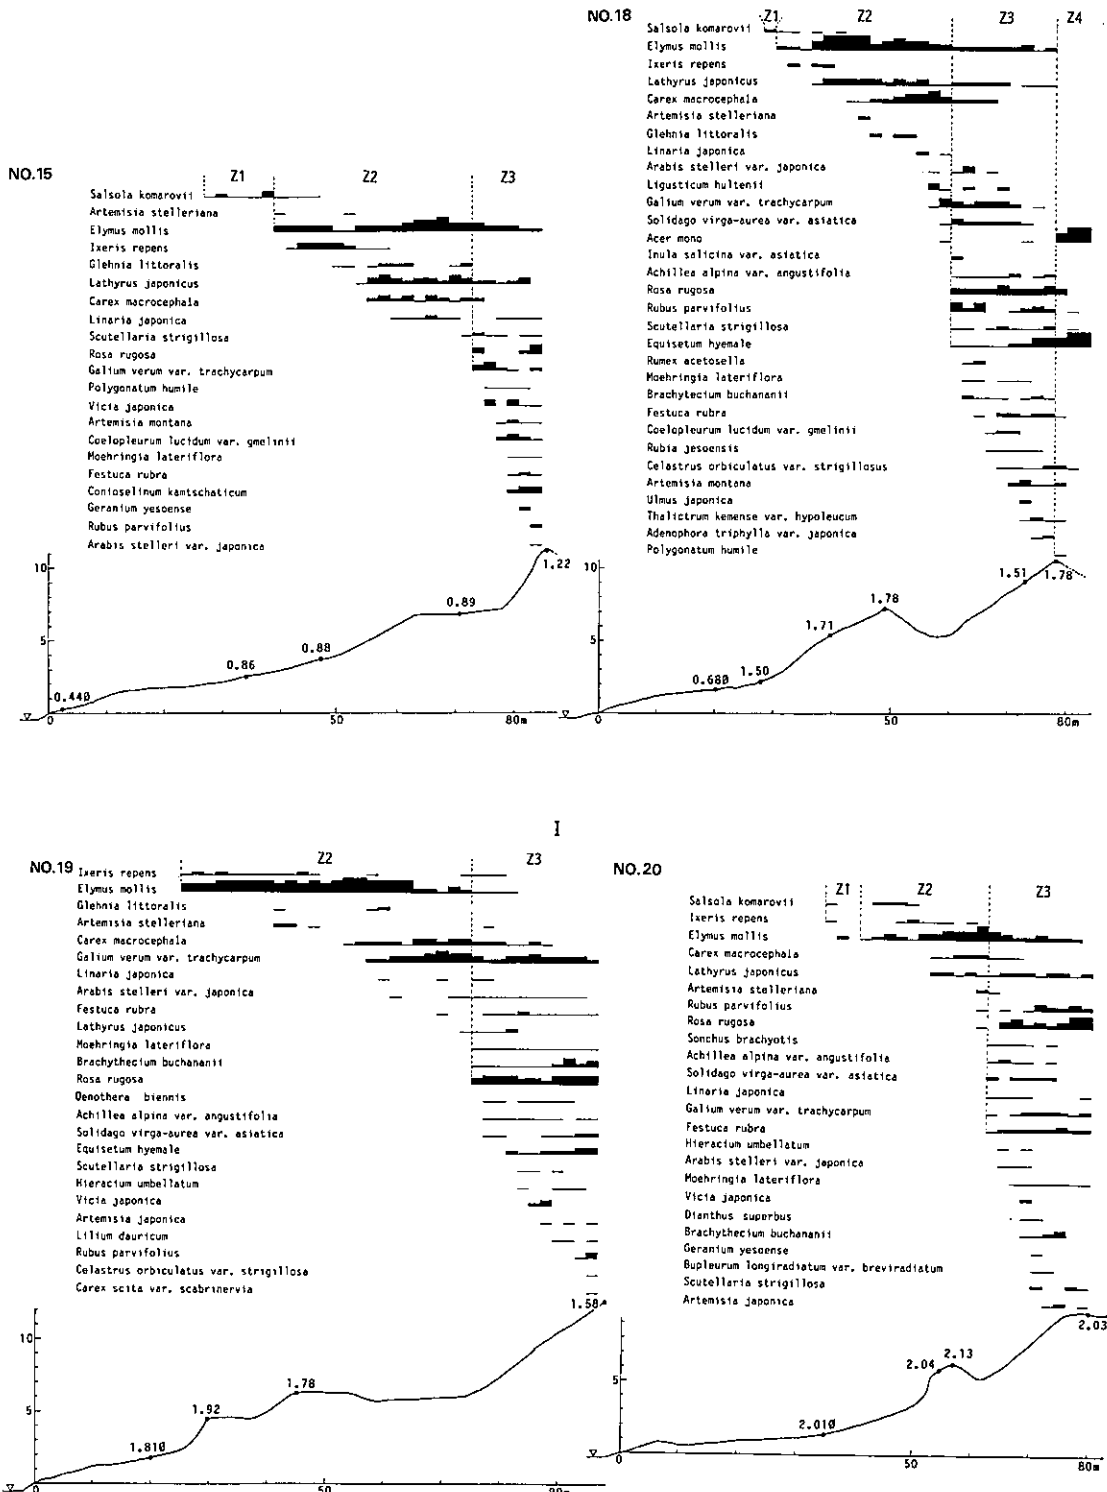 NO.15
Z1 Z2 Z3
Salsola komarovii
Artemisia stelleriana
Elymus mollis
Ixeris repens
Glehnia littoralis
Lathyrus japonicus
Carex macrocephala
Linaria japonica
Scutellaria strigillosa
Rosa rugosa
Galium verum var. trachycarpum
Polygonatum humile
Vicia japonica
Artemisia montana
Coelopleurum lucidum var. gmelinii
Moehringia lateriflora
Festuca rubra
Conioselinum kamtschaticum
Geranium yesoense
Rubus parvifolius
Arabis stelleri var. japonica
10
5
0.440
0.86
0.88
0.89
1.22
0 50 80m
NO.18
Z1 Z2 Z3 Z4
Salsola komarovii
Elymus mollis
Ixeris repens
Lathyrus japonicus
Carex macrocephala
Artemisia stelleriana
Glehnia littoralis
Linaria japonica
Arabis stelleri var. japonica
Ligusticum hultenii
Galium verum var. trachycarpum
Solidago virga-aurea var. asiatica
Acer mono
Inula salicina var. asiatica
Achillea alpina var. angustifolia
Rosa rugosa
Rubus parvifolius
Scutellaria strigillosa
Equisetum hyemale
Rumex acetosella
Moehringia lateriflora
Brachytecium buchananii
Festuca rubra
Coelopleurum lucidum var. gmelinii
Rubia jesoensis
Celastrus orbiculatus var. strigillosus
Artemisia montana
Ulmus japonica
Thalictrum kemense var. hypoleucum
Adenophora triphylla var. japonica
Polygonatum humile
10
5
0.680
1.50
1.71
1.78
1.51
1.78
0 50 80m
I
NO.19
Z2 Z3
Ixeris repens
Elymus mollis
Glehnia littoralis
Artemisia stelleriana
Carex macrocephala
Galium verum var. trachycarpum
Linaria japonica
Arabis stelleri var. japonica
Festuca rubra
Lathyrus japonicus
Moehringia lateriflora
Brachythecium buchananii
Rosa rugosa
Oenothera biennis
Achillea alpina var. angustifolia
Solidago virga-aurea var. asiatica
Equisetum hyemale
Scutellaria strigillosa
Hieracium umbellatum
Vicia japonica
Artemisia japonica
Lilium dauricum
Rubus parvifolius
Celastrus orbiculatus var. strigillosa
Carex scita var. scabrinervia
10
5
1.810
1.92
1.78
1.58
0 50 80m
NO.20
Z1 Z2 Z3
Salsola komarovii
Ixeris repens
Elymus mollis
Carex macrocephala
Lathyrus japonicus
Artemisia stelleriana
Rubus parvifolius
Rosa rugosa
Sonchus brachyotis
Achillea alpina var. angustifolia
Solidago virga-aurea var. asiatica
Linaria japonica
Galium verum var. trachycarpum
Festuca rubra
Hieracium umbellatum
Arabis stelleri var. japonica
Moehringia lateriflora
Vicia japonica
Dianthus superbus
Brachythecium buchananii
Geranium yesoense
Bupleurum longiradiatum var. breviradiatum
Scutellaria strigillosa
Artemisia japonica
5
2.010
2.04
2.13
2.03
0 50 80m